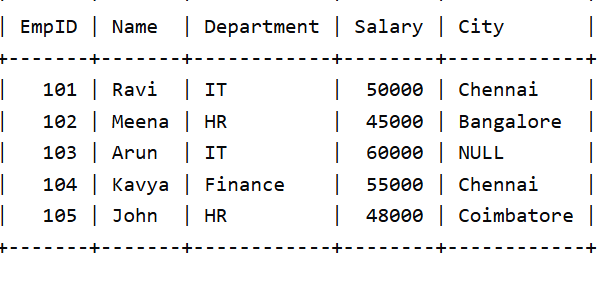 | EmpID | Name | Department | Salary | City |
+-------+-------+------------+--------+------------+
| 101 | Ravi | IT | 50000 | Chennai |
| 102 | Meena | HR | 45000 | Bangalore |
| 103 | Arun | IT | 60000 | NULL |
| 104 | Kavya | Finance | 55000 | Chennai |
| 105 | John | HR | 48000 | Coimbatore |
+-------+-------+------------+--------+------------+